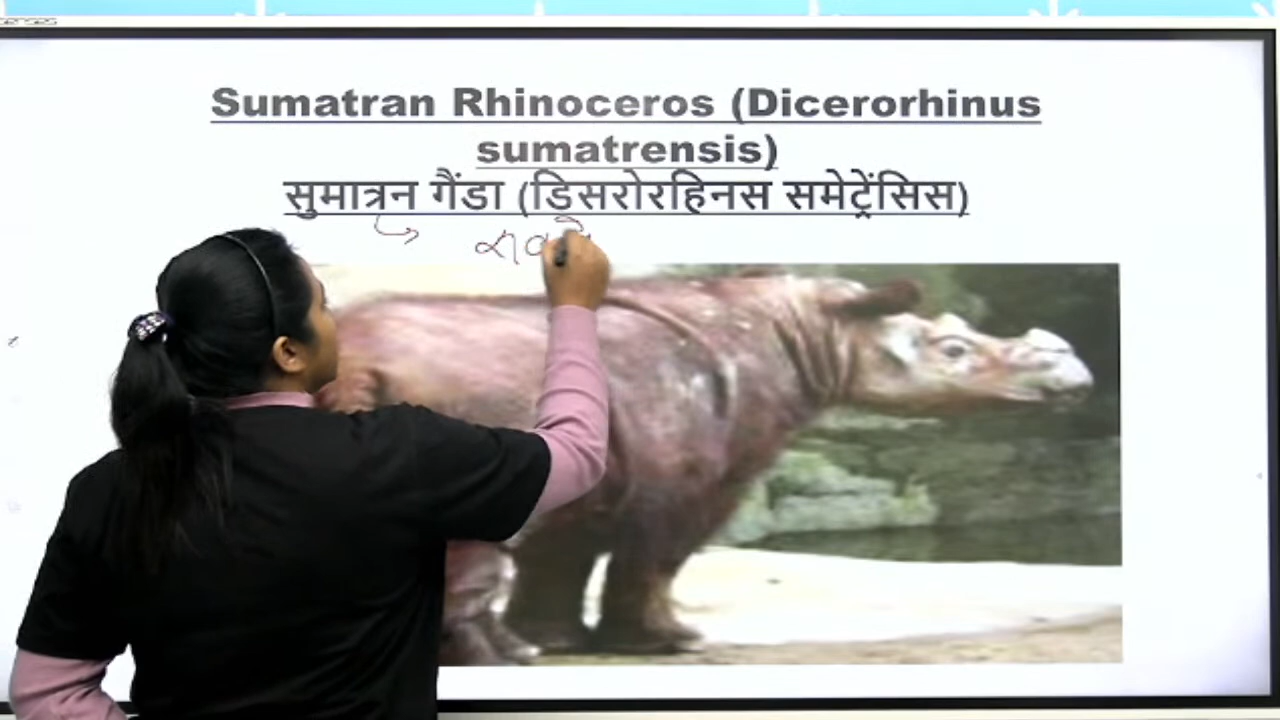 Sumatran Rhinoceros (Dicerorhinus
sumatrensis)
सुमात्रन गैंडा (डिसरोरहिनस समेट्रेंसिस)